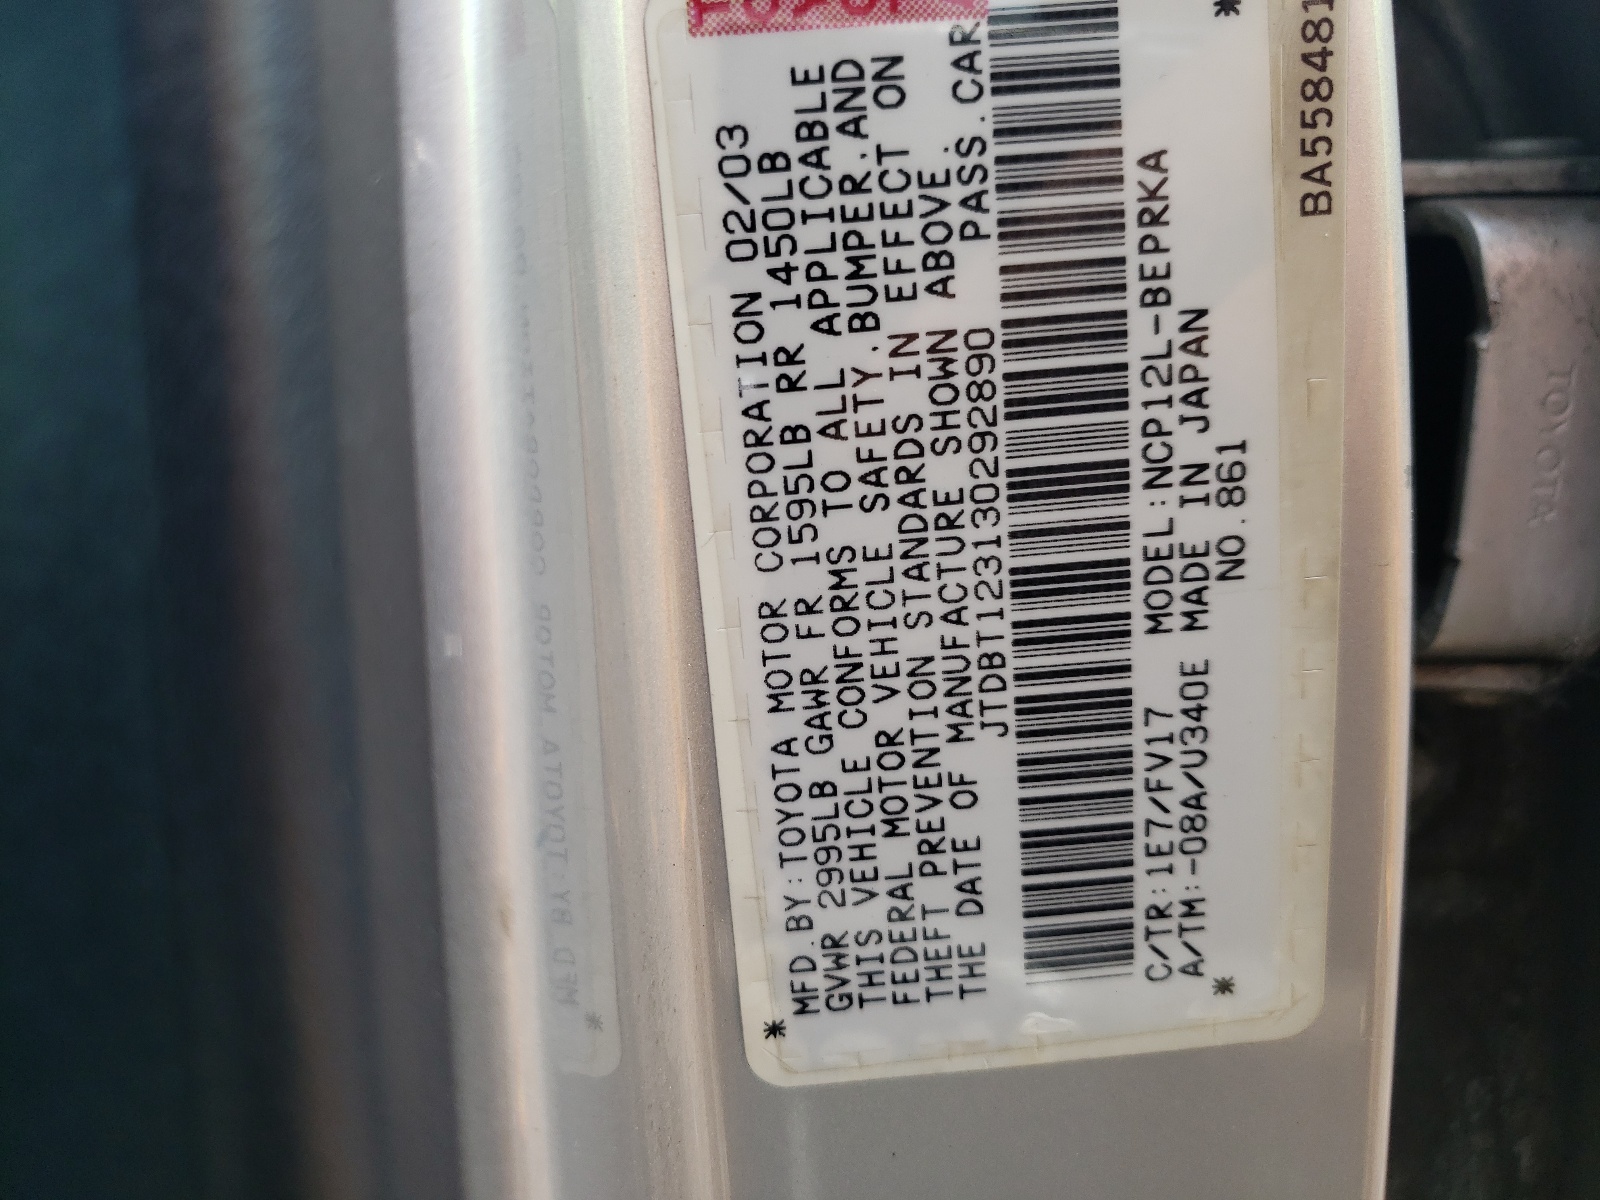 MFD.BY:TOYOTA MOTOR CORPORATION 02/03
GVWR 2995LB GAWR FR 1595LB RR 1450LB
THIS VEHICLE CONFORMS TO ALL APPLICABLE
FEDERAL MOTOR VEHICLE SAFETY.BUMPER.AND
THEFT PREVENTION STANDARDS IN EFFECT ON
THE DATE OF MANUFACTURE SHOWN ABOVE.
JTDBT123130292890 PASS.CAR
C/TR:1E7/FV17 MODEL:NCP12L-BEPRKA
A/TM:-08A/U340E MADE IN JAPAN
NO.861
BA558481
TOYOTA